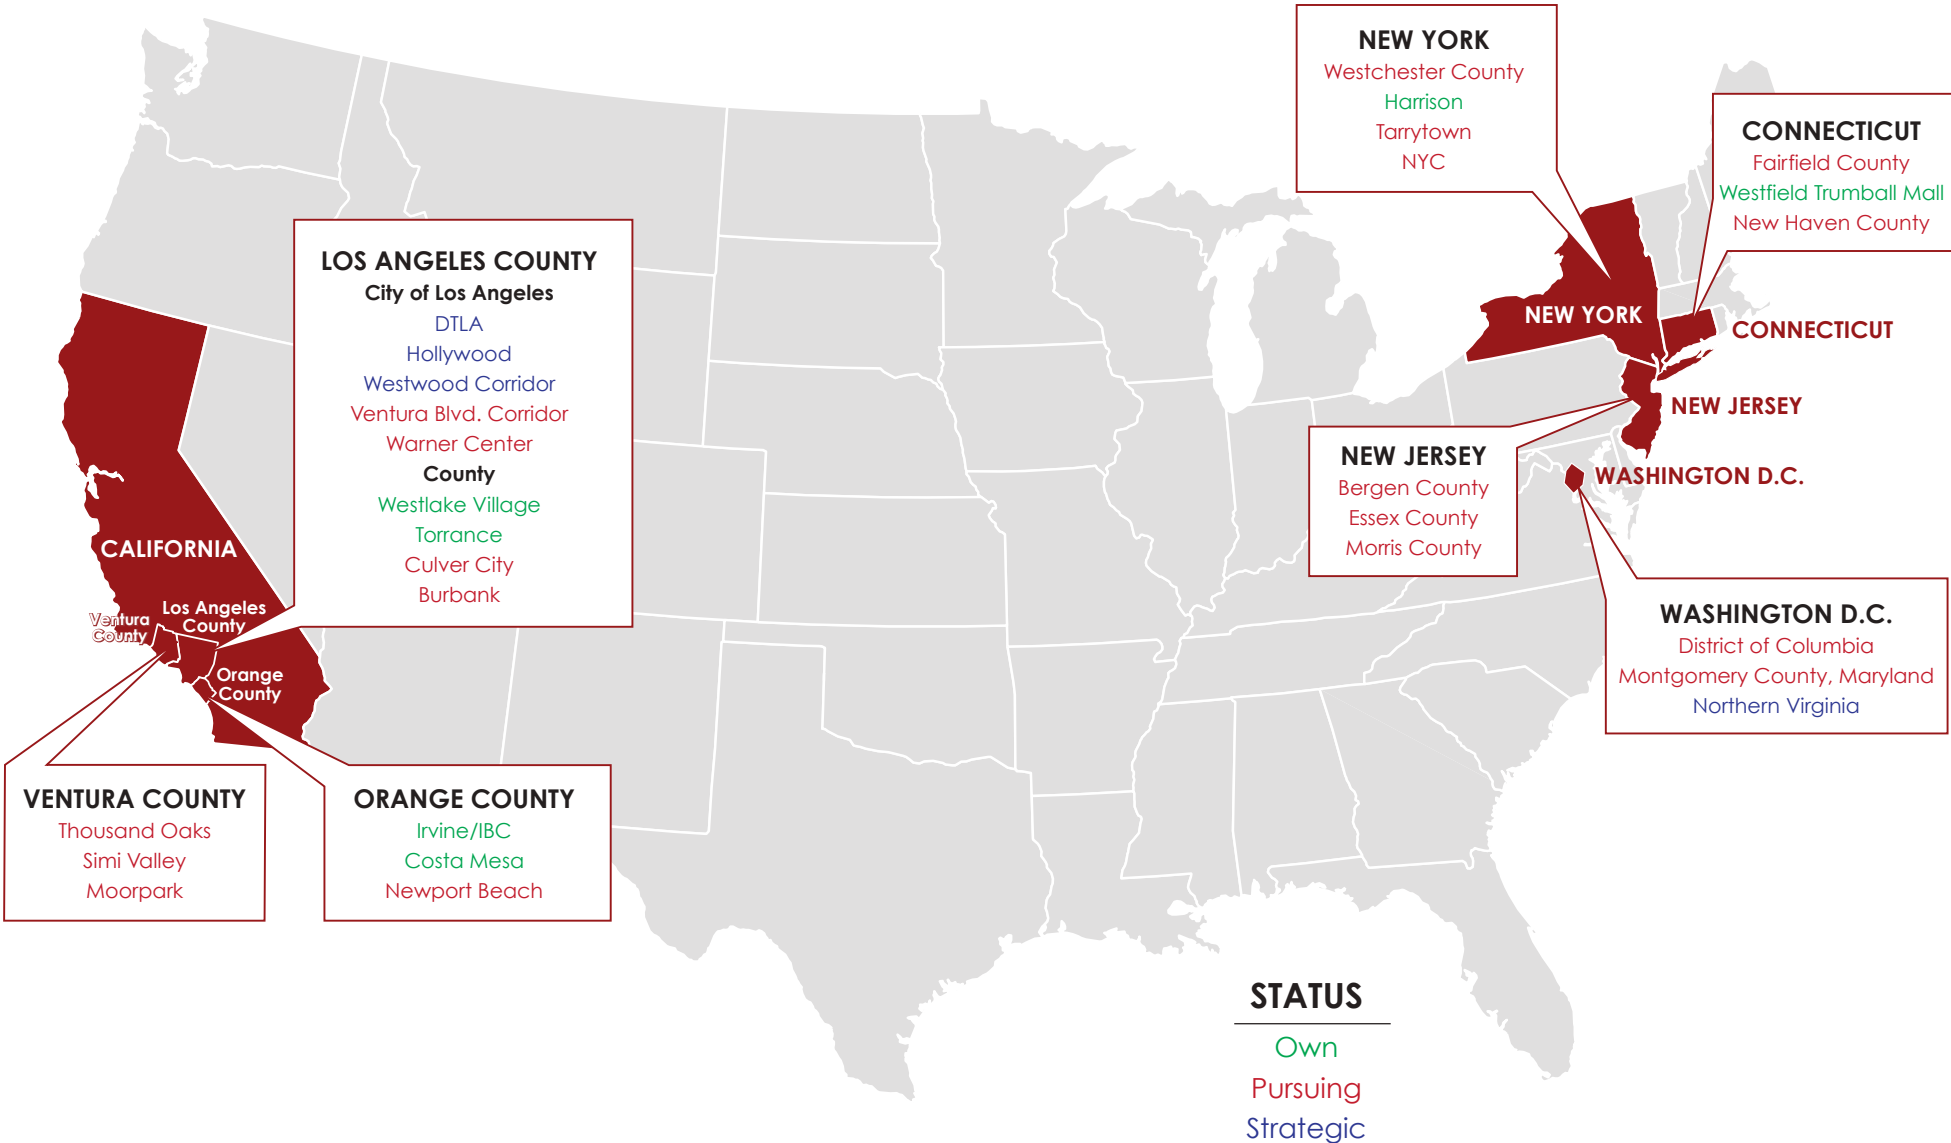 NEW YORK
Westchester County
Harrison
Tarrytown
NYC
CONNECTICUT
Fairfield County
Westfield Trumball Mall
New Haven County
LOS ANGELES COUNTY
City of Los Angeles
DTLA
Hollywood
Westwood Corridor
Ventura Blvd. Corridor
Warner Center
County
Westlake Village
Torrance
Culver City
Burbank
NEW YORK
CONNECTICUT
NEW JERSEY
NEW JERSEY
Bergen County
Essex County
Morris County
WASHINGTON D.C.
CALIFORNIA
Ventura
County
Los Angeles
County
Orange
County
WASHINGTON D.C.
District of Columbia
Montgomery County, Maryland
Northern Virginia
VENTURA COUNTY
Thousand Oaks
Simi Valley
Moorpark
ORANGE COUNTY
Irvine/IBC
Costa Mesa
Newport Beach
STATUS
Own
Pursuing
Strategic